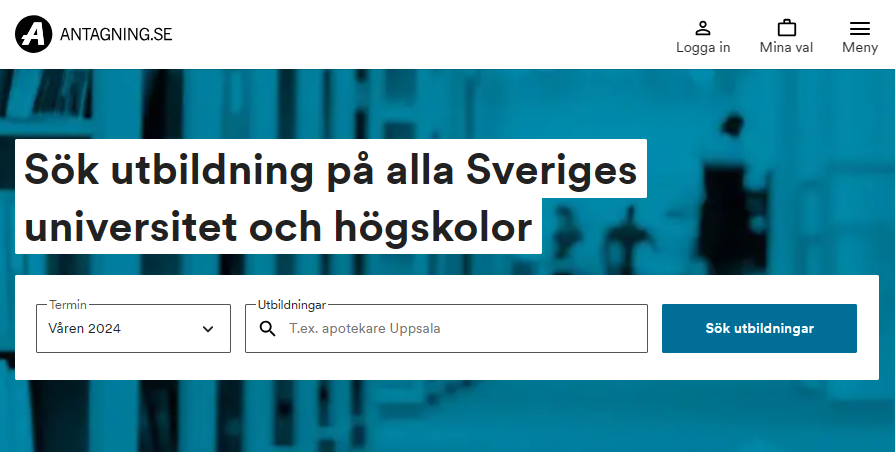 ANTAGNING.SE
Logga in
Mina val
Meny
Sök utbildning på alla Sveriges
universitet och högskolor
Termin
Våren 2024
Utbildningar
T.ex. apotekare Uppsala
Sök utbildningar